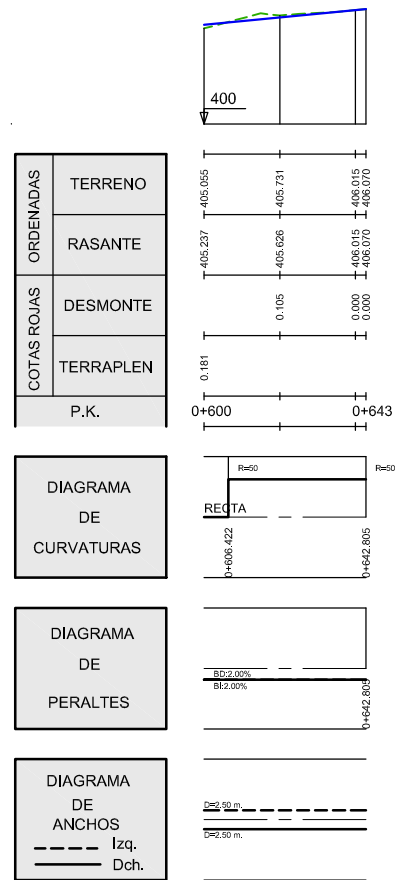 400
ORDENADAS
TERRENO
405.055
405.731
406.015
406.070
RASANTE
405.237
405.626
406.015
406.070
COTAS ROJAS
DESMONTE
0.105
0.000
0.000
TERRAPLEN
0.181
P.K.
0+600
0+643
DIAGRAMA
DE
CURVATURAS
R=50
R=50
RECTA
0+606.422
0+642.805
DIAGRAMA
DE
PERALTES
BD:2.00%
BI:2.00%
0+642.805
DIAGRAMA
DE
ANCHOS
Izq.
Dch.
D=2.50 m.
D=2.50 m.